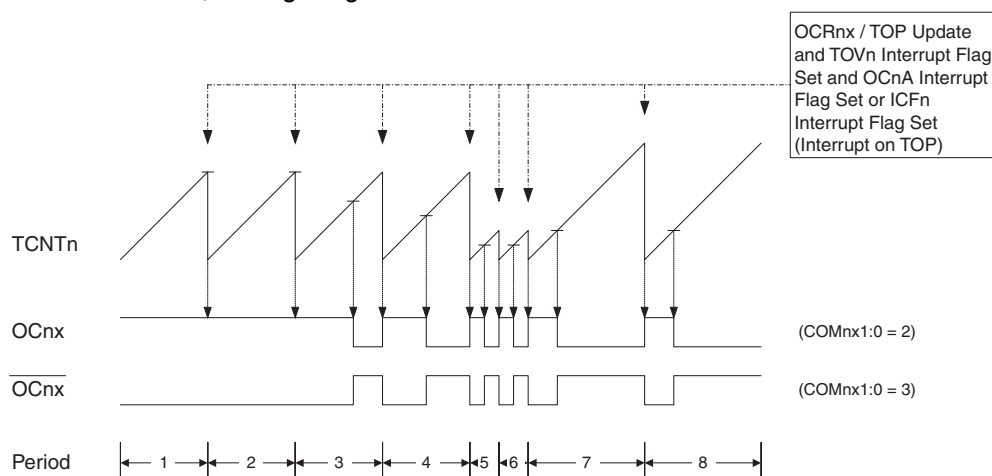 OCRnx / TOP Update
and TOVn Interrupt Flag
Set and OCnA Interrupt
Flag Set or ICFn
Interrupt Flag Set
(Interrupt on TOP)
TCNTn
OCnx
(COMnx1:0 = 2)
OCnx
(COMnx1:0 = 3)
Period
1 2 3 4 5 6 7 8